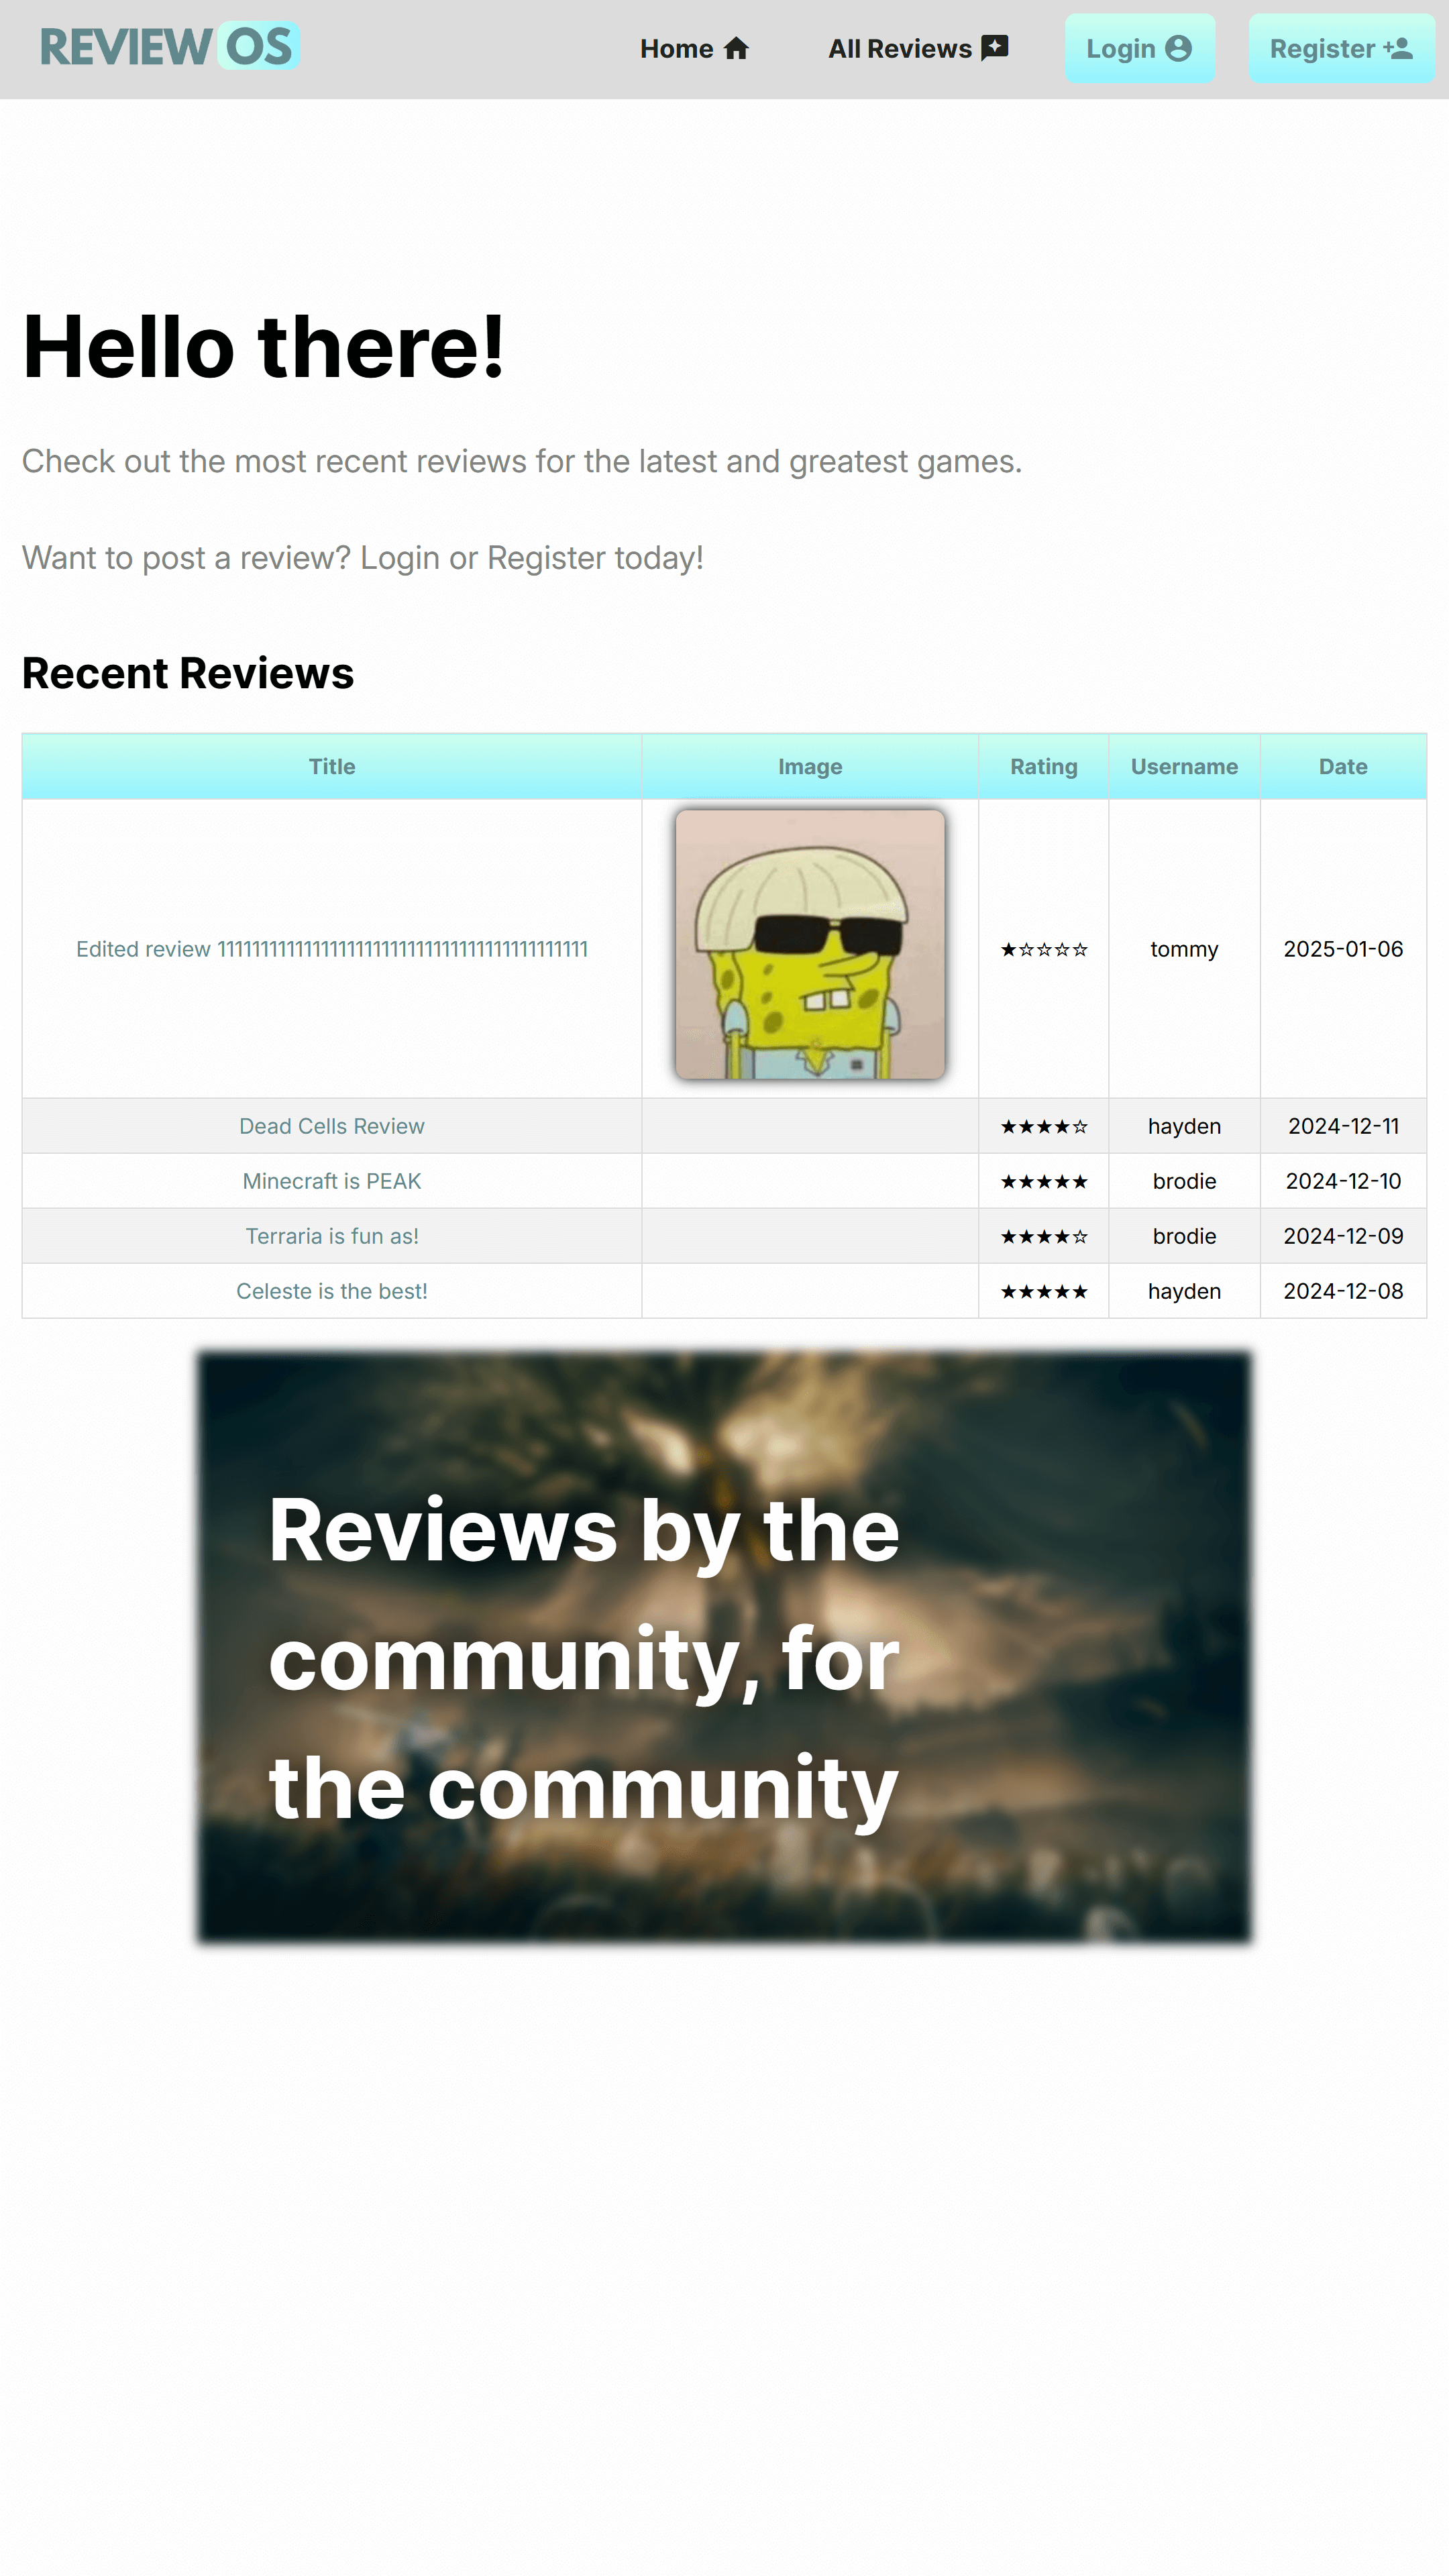 REVIEW OS
Home
All Reviews
Login
Register
Hello there!
Check out the most recent reviews for the latest and greatest games.
Want to post a review? Login or Register today!
Recent Reviews
Title Image Rating Username Date
Edited review 1111111111111111111111111111111111111111111 ★☆☆☆☆ tommy 2025-01-06
Dead Cells Review ★★★★☆ hayden 2024-12-11
Minecraft is PEAK ★★★★★ brodie 2024-12-10
Terraria is fun as! ★★★★☆ brodie 2024-12-09
Celeste is the best! ★★★★★ hayden 2024-12-08
Reviews by the
community, for
the community